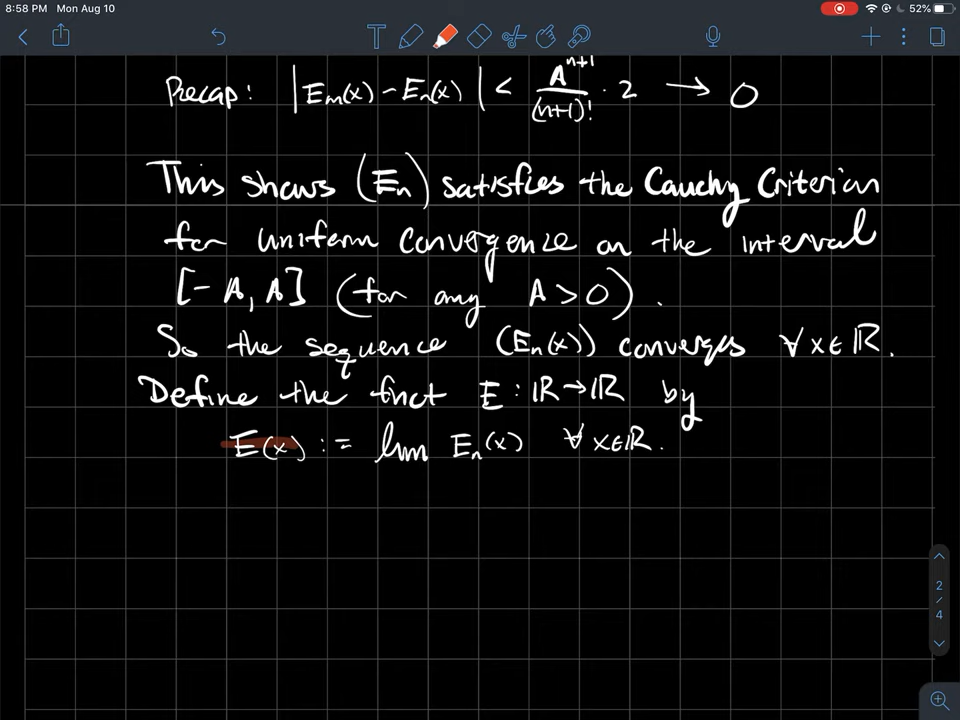 8:58 PM Mon Aug 10 52%
Recap: |Em(x) - En(x)| < A^(n+1)/(n+1)! · 2 → 0
This shows (En) satisfies the Cauchy Criterion
for uniform convergence on the interval
[-A, A] (for any A > 0).
So the sequence (En(x)) converges ∀ x ∈ ℝ.
Define the fnct E : ℝ → ℝ by
E(x) := lim En(x) ∀ x ∈ ℝ.
2
/
4